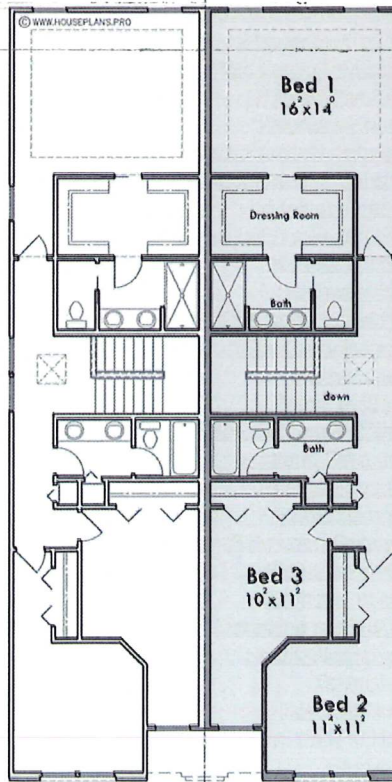 © WWW.HOUSEPLANS.PRO
Bed 1
16²x14⁰
Dressing Room
Bath
down
Bath
Bed 3
10²x11²
Bed 2
11⁴x11²